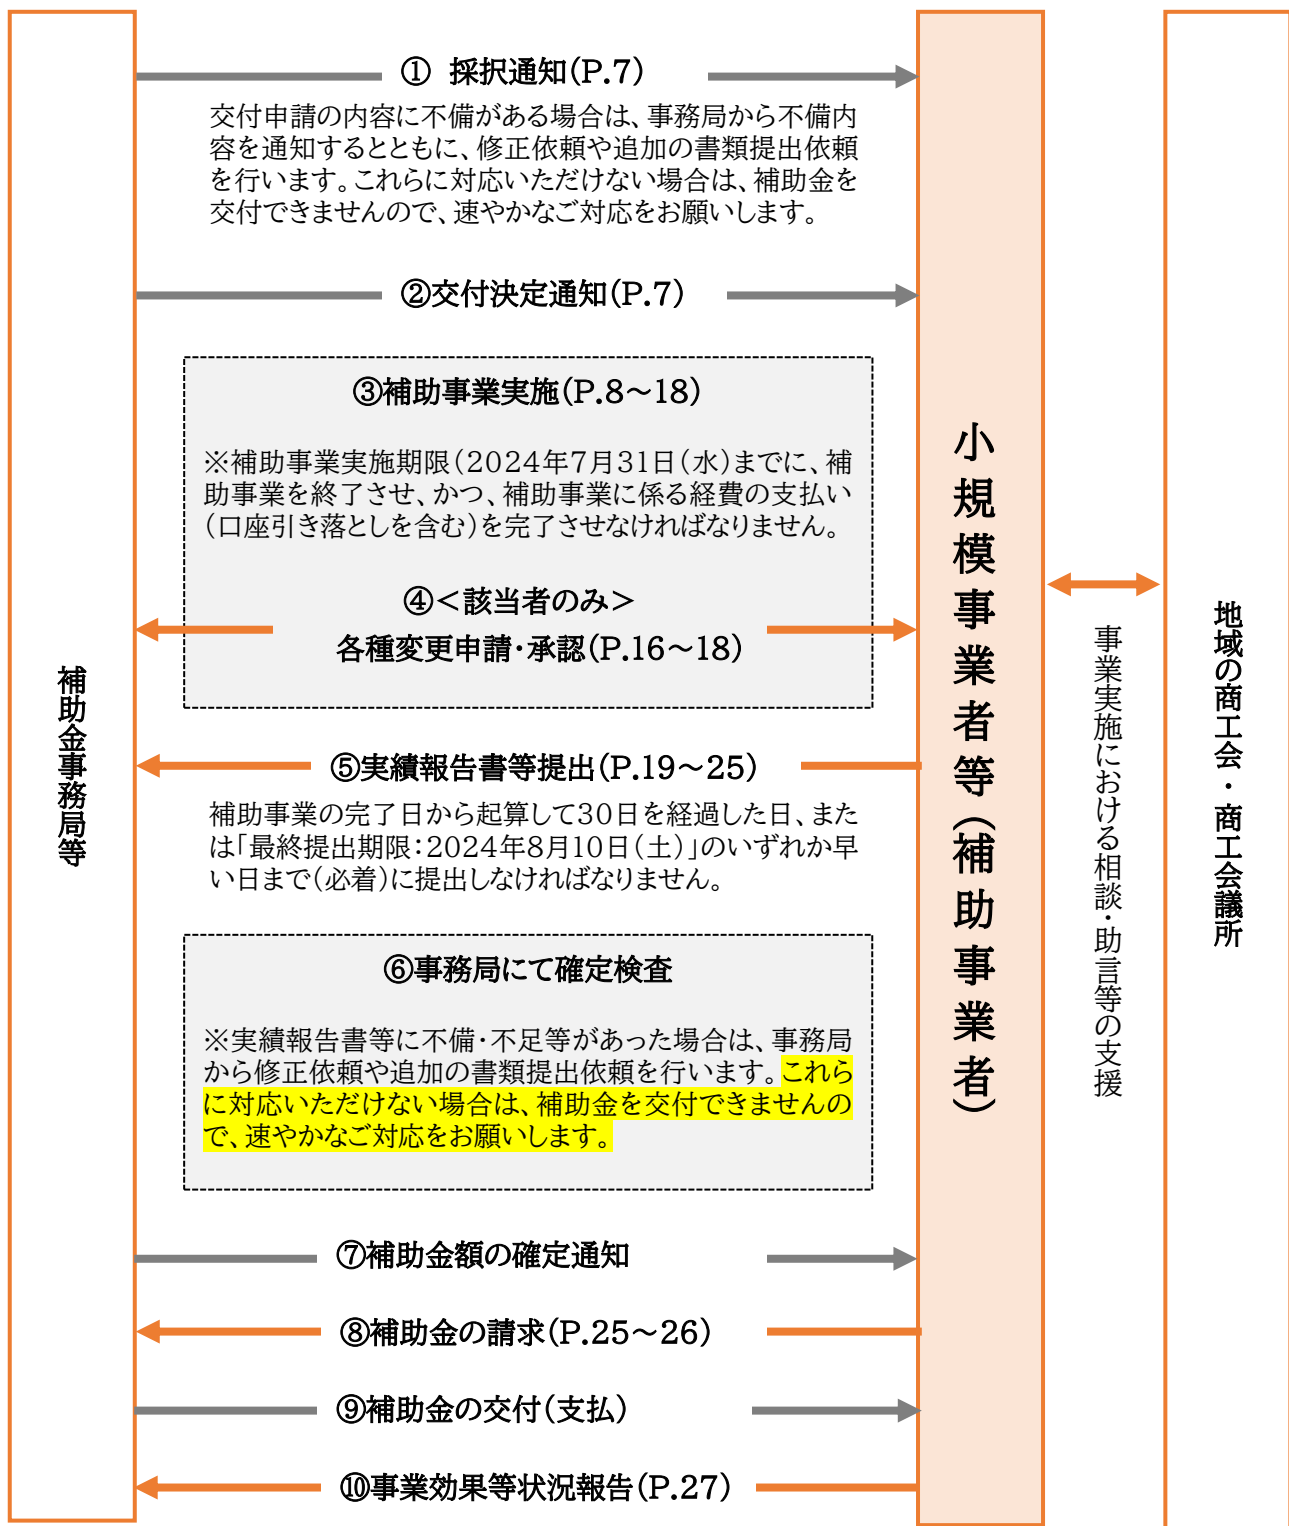 ① 採択通知(P.7)
交付申請の内容に不備がある場合は、事務局から不備内
容を通知するとともに、修正依頼や追加の書類提出依頼
を行います。これらに対応いただけない場合は、補助金を
交付できませんので、速やかなご対応をお願いします。
②交付決定通知(P.7)
③補助事業実施(P.8～18)
※補助事業実施期限(2024年7月31日(水)までに、補
助事業を終了させ、かつ、補助事業に係る経費の支払い
(口座引き落としを含む)を完了させなければなりません。
④<該当者のみ>
各種変更申請・承認(P.16～18)
⑤実績報告書等提出(P.19～25)
補助事業の完了日から起算して30日を経過した日、また
は「最終提出期限:2024年8月10日(土)」のいずれか早
い日まで(必着)に提出しなければなりません。
⑥事務局にて確定検査
※実績報告書等に不備・不足等があった場合は、事務局
から修正依頼や追加の書類提出依頼を行います。これら
に対応いただけない場合は、補助金を交付できませんの
で、速やかなご対応をお願いします。
⑦補助金額の確定通知
⑧補助金の請求(P.25～26)
⑨補助金の交付(支払)
⑩事業効果等状況報告(P.27)
補助金事務局等
小規模事業者等(補助事業者)
事業実施における相談・助言等の支援
地域の商工会・商工会議所